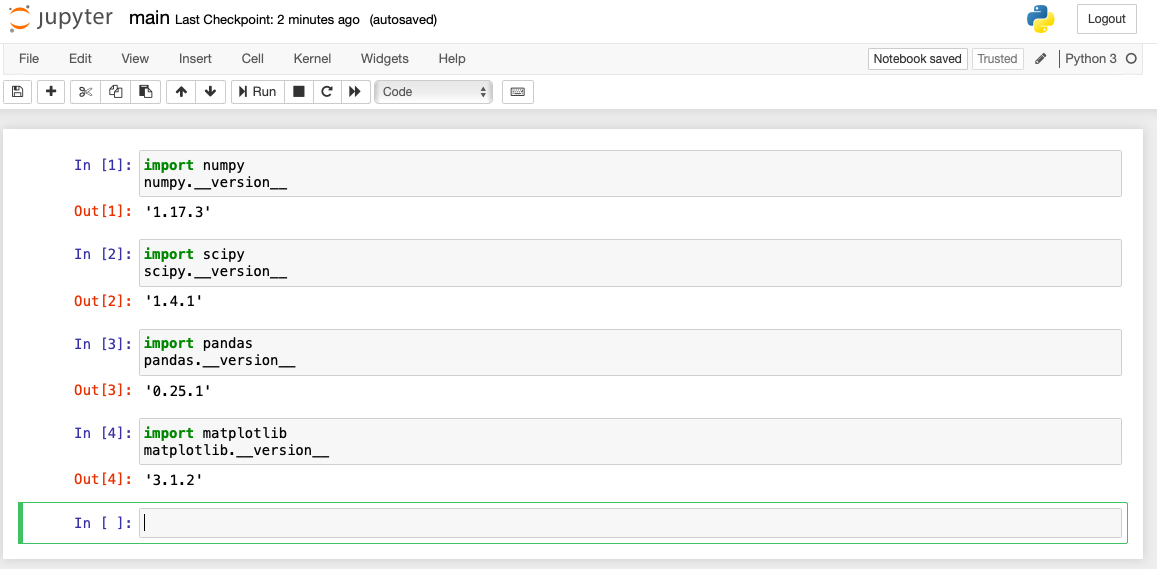 jupyter main Last Checkpoint: 2 minutes ago (autosaved)
Logout
File Edit View Insert Cell Kernel Widgets Help
Notebook saved Trusted Python 3
Run Code
In [1]: import numpy
numpy.__version__
Out[1]: '1.17.3'
In [2]: import scipy
scipy.__version__
Out[2]: '1.4.1'
In [3]: import pandas
pandas.__version__
Out[3]: '0.25.1'
In [4]: import matplotlib
matplotlib.__version__
Out[4]: '3.1.2'
In [ ]: